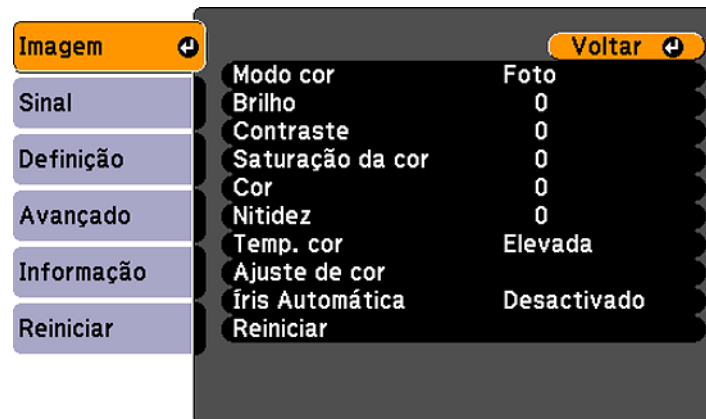 Imagem
Sinal
Definição
Avançado
Informação
Reiniciar
Voltar
Modo cor Foto
Brilho 0
Contraste 0
Saturação da cor 0
Cor 0
Nitidez 0
Temp. cor Elevada
Ajuste de cor
Íris Automática Desactivado
Reiniciar